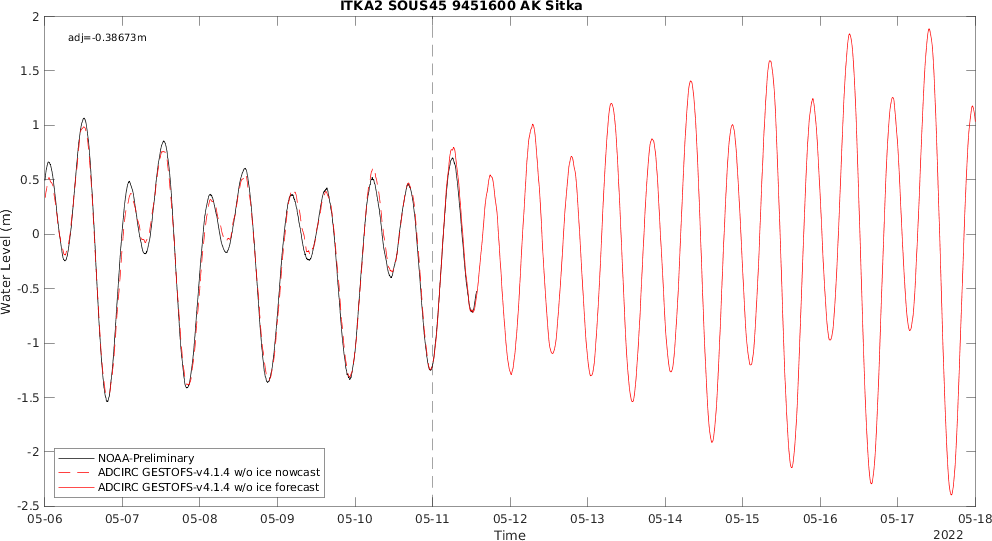 ITKA2 SOUS45 9451600 AK Sitka
adj=-0.38673m
Water Level (m)
2
1.5
1
0.5
0
-0.5
-1
-1.5
-2
-2.5
NOAA-Preliminary
ADCIRC GESTOFS-v4.1.4 w/o ice nowcast
ADCIRC GESTOFS-v4.1.4 w/o ice forecast
05-06 05-07 05-08 05-09 05-10 05-11 05-12 05-13 05-14 05-15 05-16 05-17 05-18
Time
2022